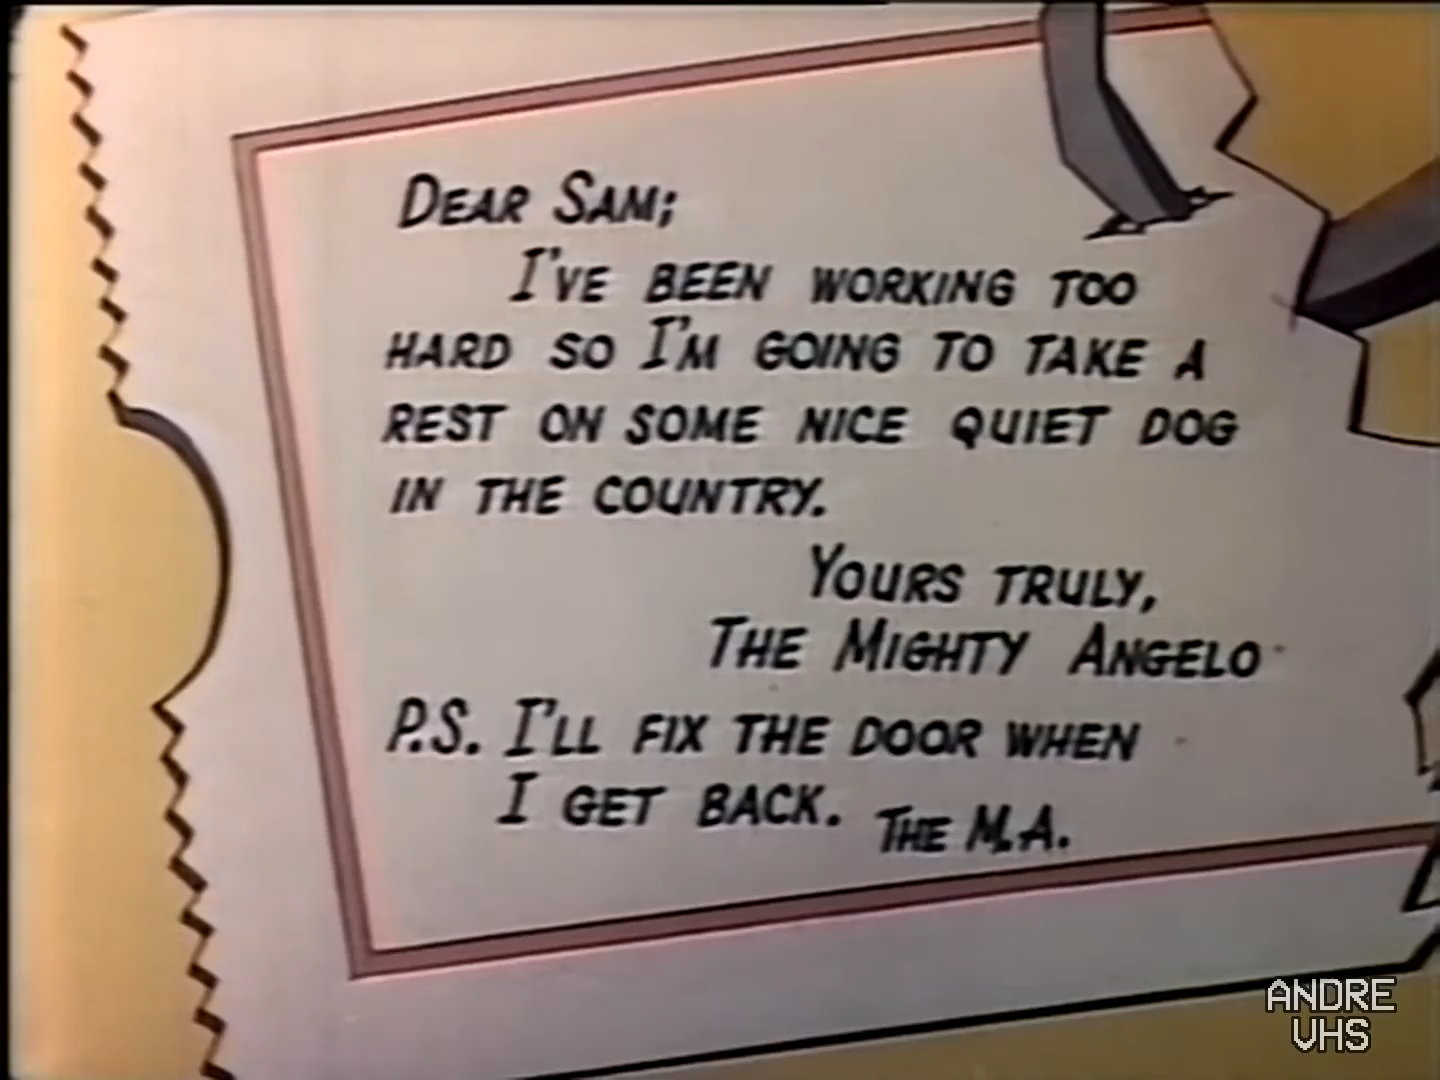 DEAR SAM;
I'VE BEEN WORKING TOO
HARD SO I'M GOING TO TAKE A
REST ON SOME NICE QUIET DOG
IN THE COUNTRY.
YOURS TRULY,
THE MIGHTY ANGELO
P.S. I'LL FIX THE DOOR WHEN
I GET BACK. THE M.A.
ANDRE
VHS